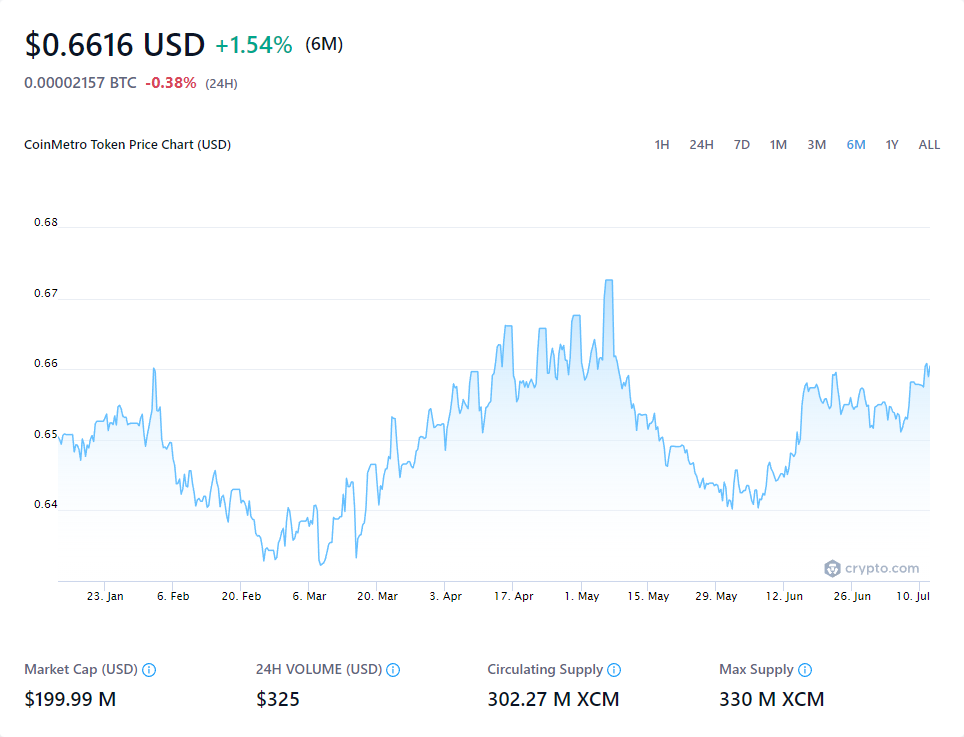 $0.6616 USD +1.54% (6M)
0.00002157 BTC -0.38% (24H)
CoinMetro Token Price Chart (USD) 1H 24H 7D 1M 3M 6M 1Y ALL
0.68
0.67
0.66
0.65
0.64
crypto.com
23. Jan 6. Feb 20. Feb 6. Mar 20. Mar 3. Apr 17. Apr 1. May 15. May 29. May 12. Jun 26. Jun 10. Jul
Market Cap (USD) 24H VOLUME (USD) Circulating Supply Max Supply
$199.99 M $325 302.27 M XCM 330 M XCM